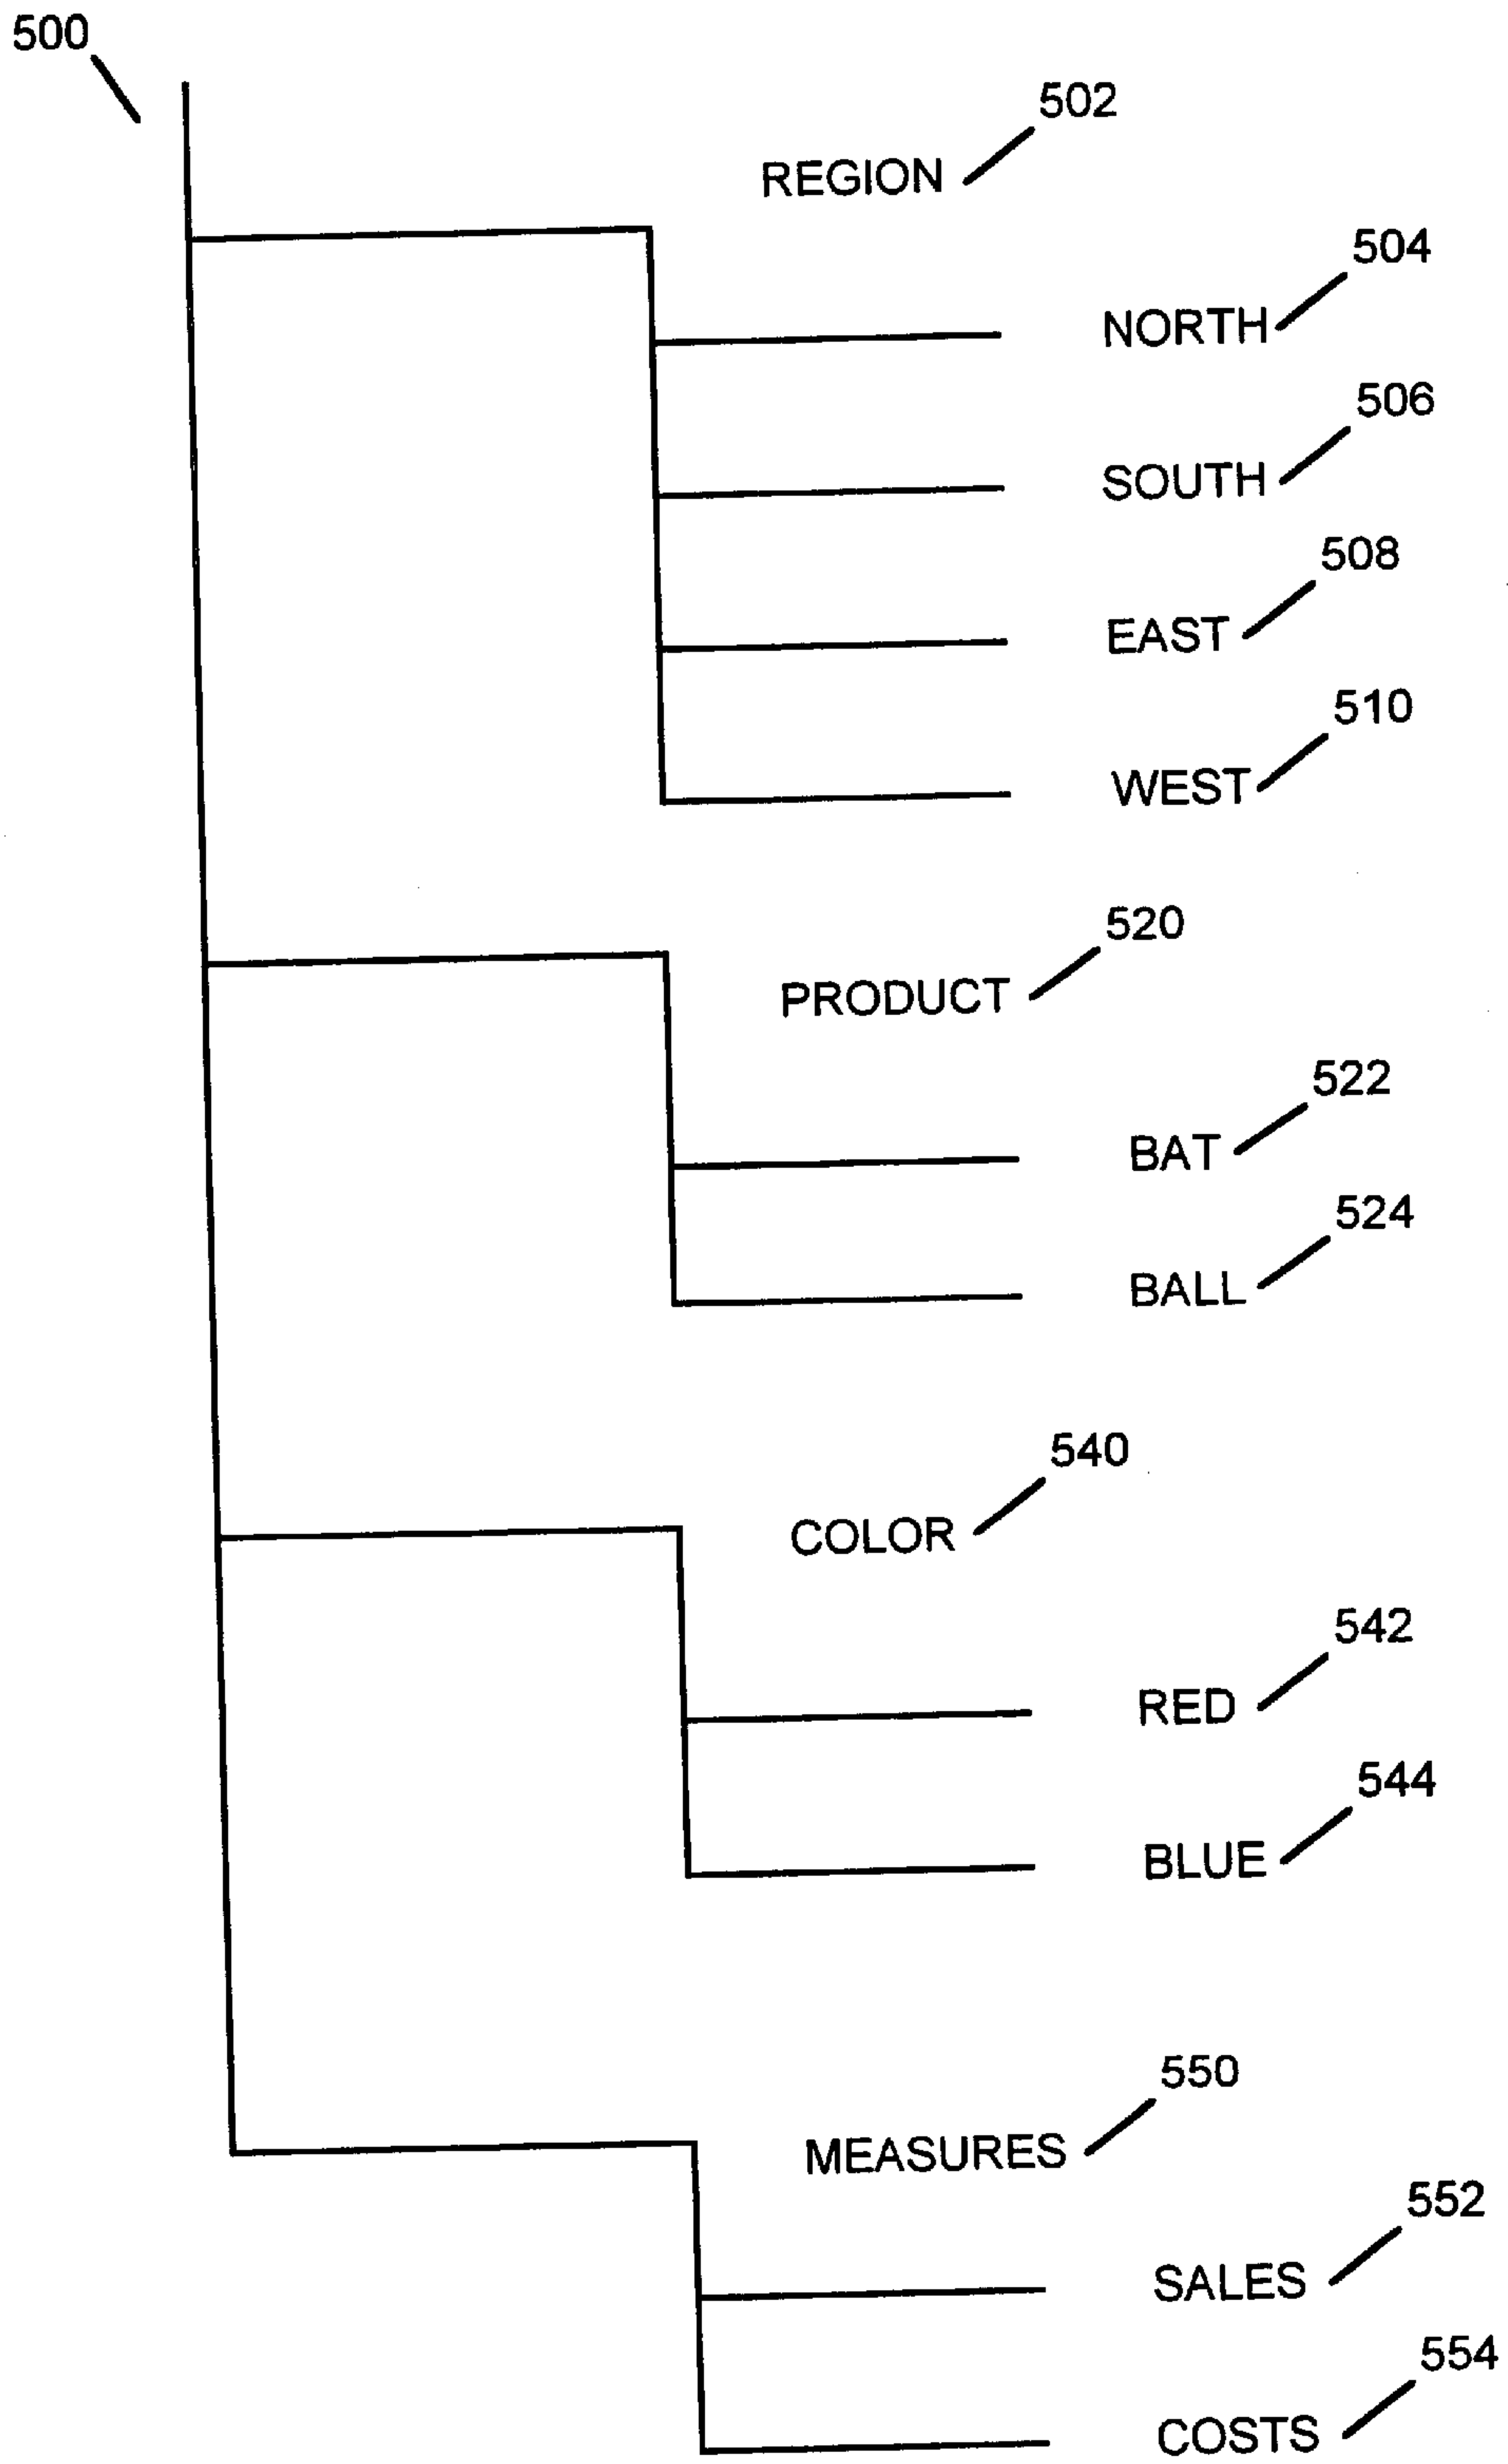 500
502
REGION
504
NORTH
506
SOUTH
508
EAST
510
WEST
520
PRODUCT
522
BAT
524
BALL
540
COLOR
542
RED
544
BLUE
550
MEASURES
552
SALES
554
COSTS